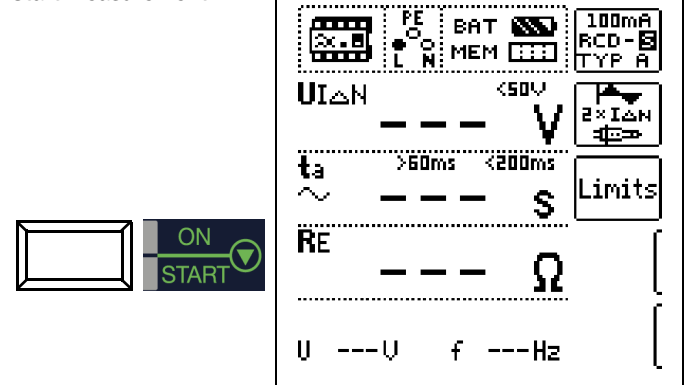 PE
BAT
L N
MEM
100mA
RCD-S
TYP A
UI△N
<50V
--- V
2×I△N
ta
>60ms <200ms
~
--- s
Limits
ON
START
RE
--- Ω
U ---V f ---Hz